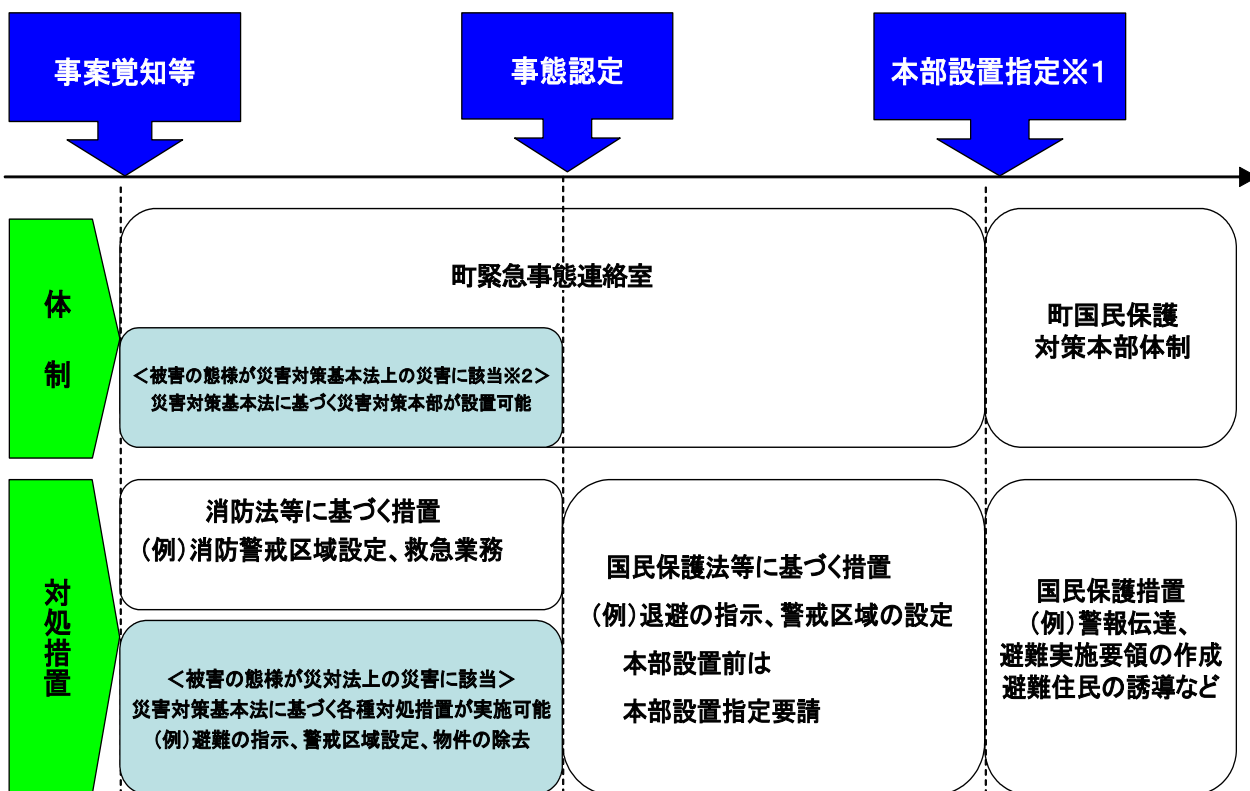 事案覚知等
事態認定
本部設置指定※1
体
制
町緊急事態連絡室
＜被害の態様が災害対策基本法上の災害に該当※2＞
災害対策基本法に基づく災害対策本部が設置可能
町国民保護
対策本部体制
対処措置
消防法等に基づく措置
（例）消防警戒区域設定、救急業務
＜被害の態様が災対法上の災害に該当＞
災害対策基本法に基づく各種対処措置が実施可能
（例）避難の指示、警戒区域設定、物件の除去
国民保護法等に基づく措置
（例）退避の指示、警戒区域の設定
本部設置前は
本部設置指定要請
国民保護措置
（例）警報伝達、
避難実施要領の作成
避難住民の誘導など